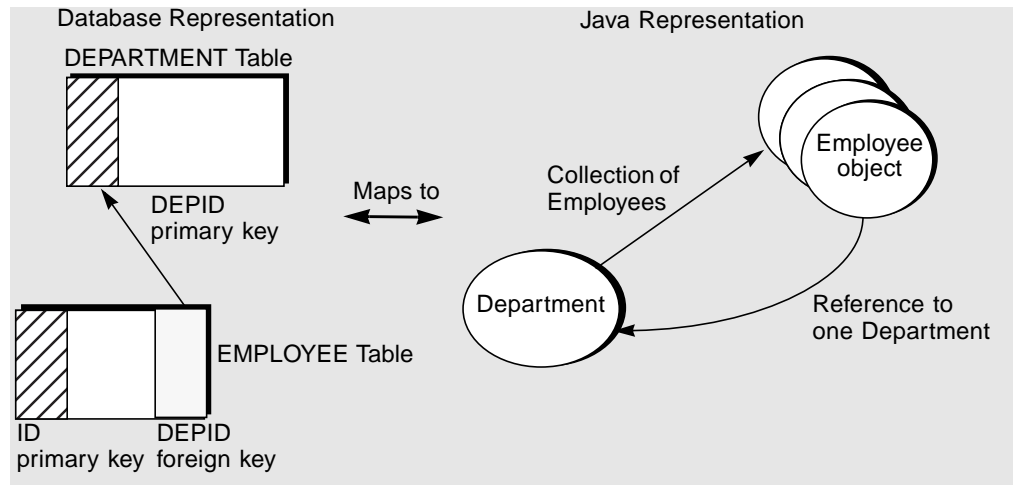 Database Representation
Java Representation
DEPARTMENT Table
DEPID
primary key
EMPLOYEE Table
ID
primary key
DEPID
foreign key
Maps to
Collection of
Employees
Employee
object
Department
Reference to
one Department